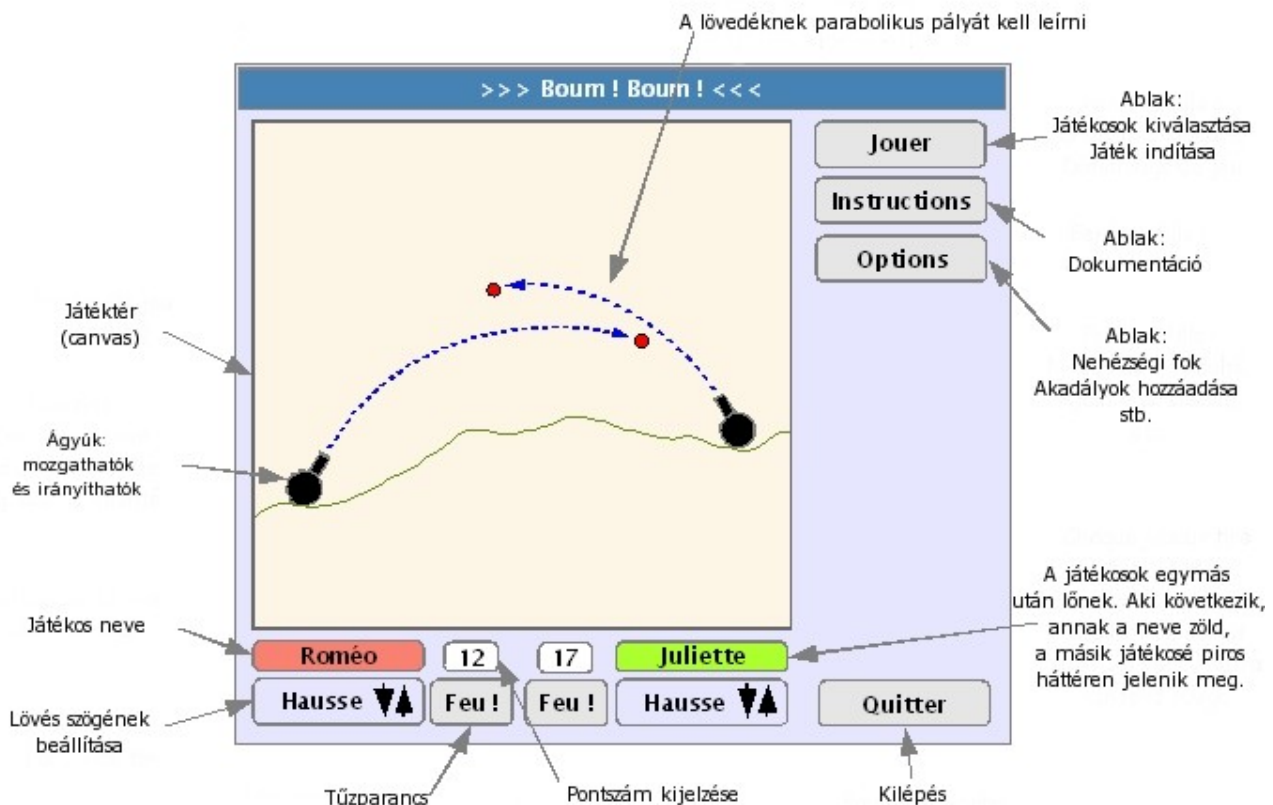 A lövedéknek parabolikus pályát kell leírni
>>> Boum ! Boum ! <<<
Jouer
Instructions
Options
Ablak:
Játékosok kiválasztása
Játék indítása
Ablak:
Dokumentáció
Ablak:
Nehézségi fok
Akadályok hozzáadása
stb.
Játéktér
(canvas)
Ágyúk:
mozgathatók
és irányíthatók
A játékosok egymás
után lőnek. Aki következik,
annak a neve zöld,
a másik játékosé piros
háttéren jelenik meg.
Játékos neve
Roméo
12
17
Juliette
Lövés szögének
beállítása
Hausse
Feu !
Feu !
Hausse
Quitter
Tűzparancs
Pontszám kijelzése
Kilépés